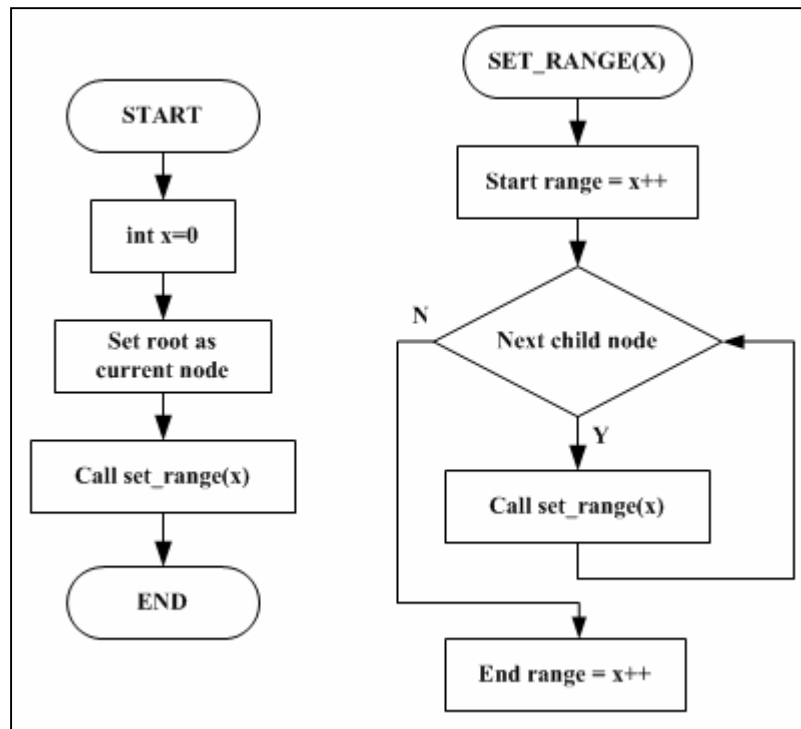 START
int x=0
Set root as
current node
Call set_range(x)
END
SET_RANGE(X)
Start range = x++
Next child node
N
Y
Call set_range(x)
End range = x++